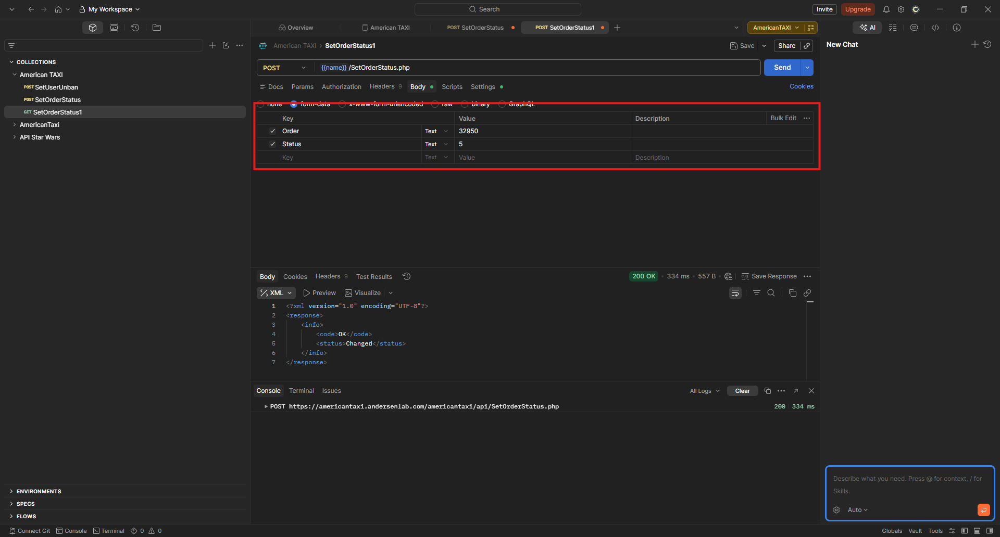 My Workspace
Search
Invite
Upgrade
Overview
American TAXI
POST SetOrderStatus
POST SetOrderStatus1
AmericanTAXI
AI
HTTP American TAXI > SetOrderStatus1
Save
Share
New Chat
COLLECTIONS
American TAXI
POST SetUserUnban
POST SetOrderStatus
GET SetOrderStatus1
AmericanTaxi
API Star Wars
POST
{{name}} /SetOrderStatus.php
Send
Docs Params Authorization Headers 9 Body Scripts Settings
Cookies
none form-data x-www-form-urlencoded raw binary GraphQL
Key Value Description Bulk Edit
Order Text 32950
Status Text 5
Key Text Value Description
Body Cookies Headers 9 Test Results
200 OK • 334 ms • 557 B
e.g. Save Response
XML Preview Visualize
1 <?xml version="1.0" encoding="UTF-8"?>
2 <response>
3 <info>
4 <code>OK</code>
5 <status>Changed</status>
6 </info>
7 </response>
Console Terminal Issues
All Logs Clear
POST https://americantaxi.andersenlab.com/americantaxi/api/SetOrderStatus.php
200 334 ms
ENVIRONMENTS
SPECS
FLOWS
Describe what you need. Press @ for context, / for
Skills.
Auto
Connect Git Console Terminal 0 0
Globals Vault Tools